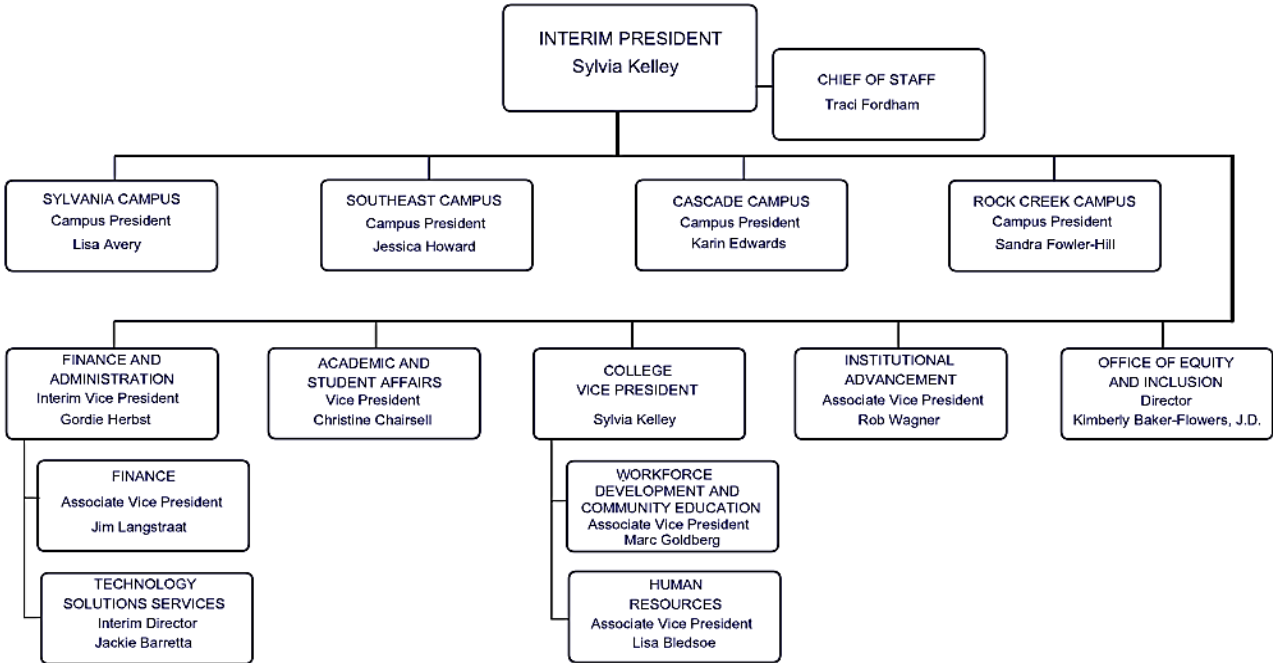 INTERIM PRESIDENT
Sylvia Kelley
CHIEF OF STAFF
Traci Fordham
SYLVANIA CAMPUS
Campus President
Lisa Avery
SOUTHEAST CAMPUS
Campus President
Jessica Howard
CASCADE CAMPUS
Campus President
Karin Edwards
ROCK CREEK CAMPUS
Campus President
Sandra Fowler-Hill
FINANCE AND
ADMINISTRATION
Interim Vice President
Gordie Herbst
ACADEMIC AND
STUDENT AFFAIRS
Vice President
Christine Chairsell
COLLEGE
VICE PRESIDENT
Sylvia Kelley
INSTITUTIONAL
ADVANCEMENT
Associate Vice President
Rob Wagner
OFFICE OF EQUITY
AND INCLUSION
Director
Kimberly Baker-Flowers, J.D.
FINANCE
Associate Vice President
Jim Langstraat
TECHNOLOGY
SOLUTIONS SERVICES
Interim Director
Jackie Barretta
WORKFORCE
DEVELOPMENT AND
COMMUNITY EDUCATION
Associate Vice President
Marc Goldberg
HUMAN
RESOURCES
Associate Vice President
Lisa Bledsoe